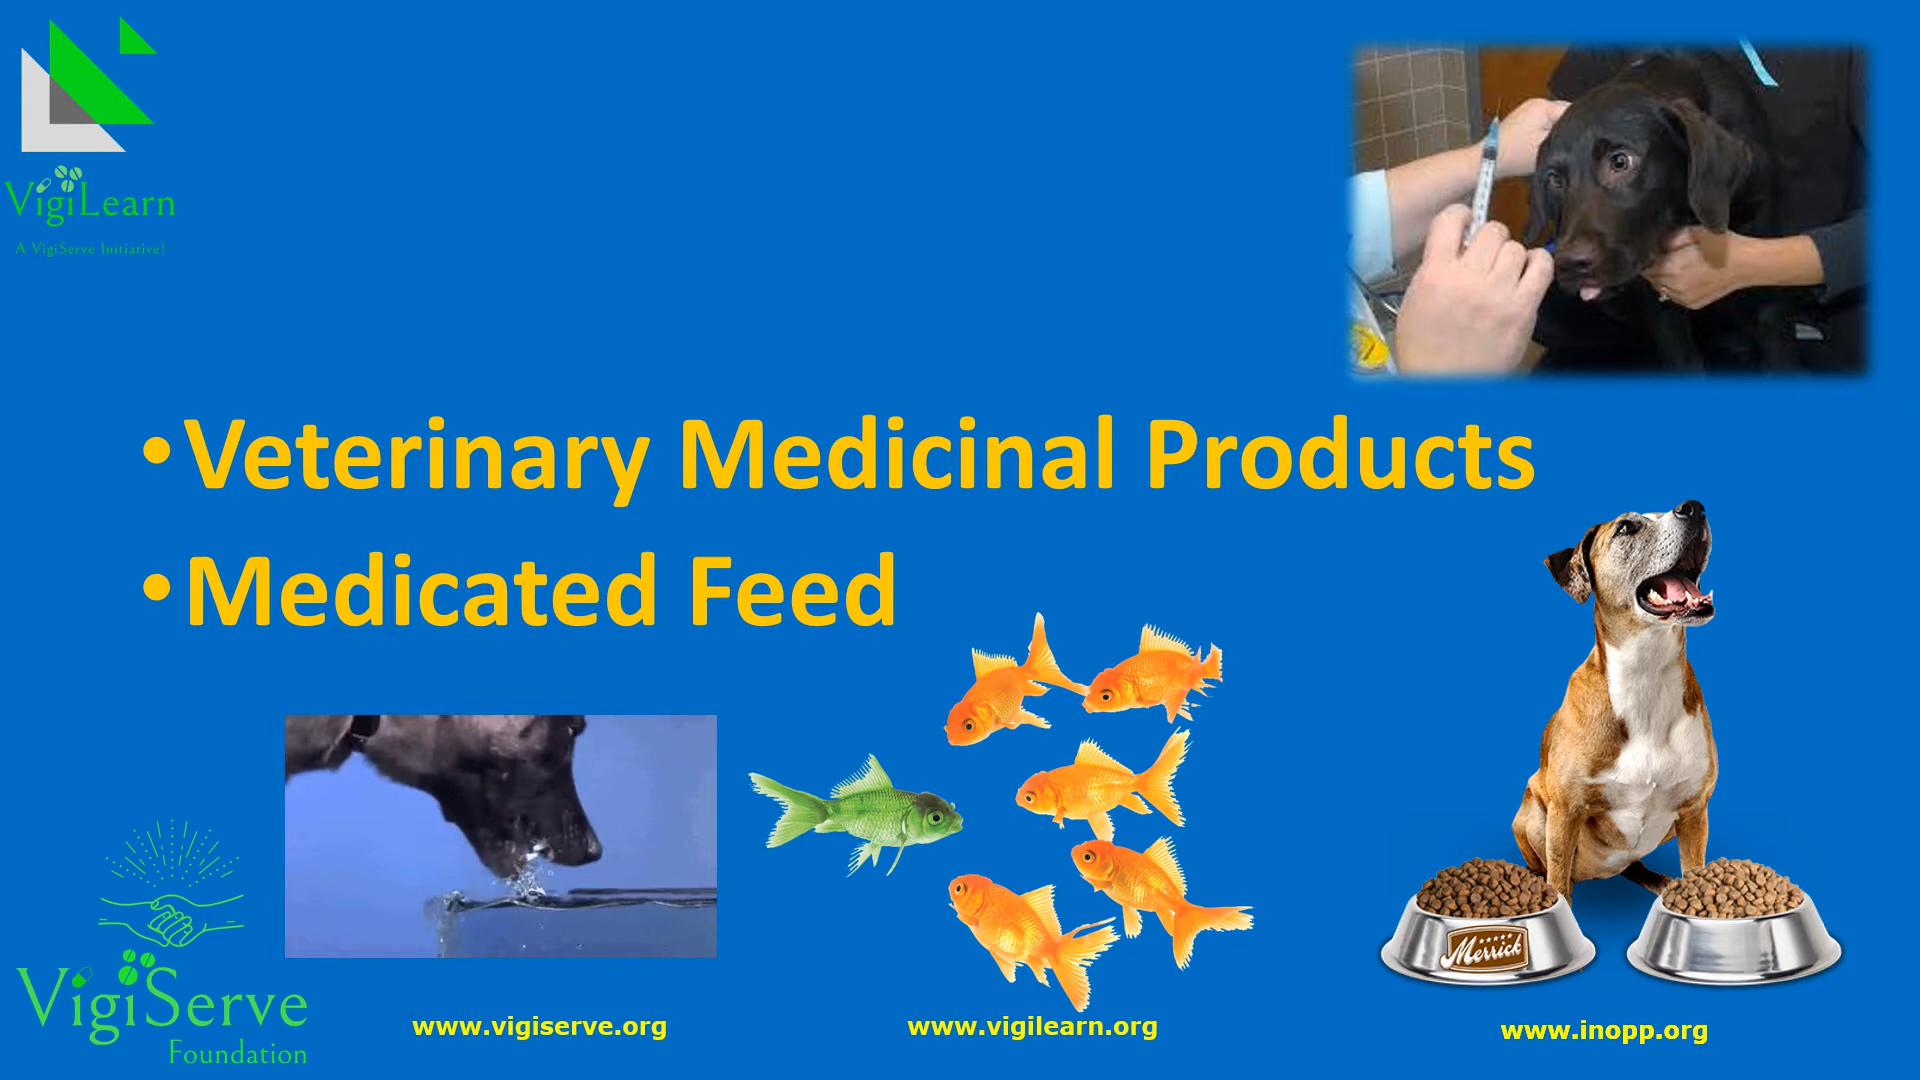 VigiLearn
A VigiServe Initiative!
•Veterinary Medicinal Products
•Medicated Feed
Merrick
VigiServe
Foundation
www.vigiserve.org
www.vigilearn.org
www.inopp.org